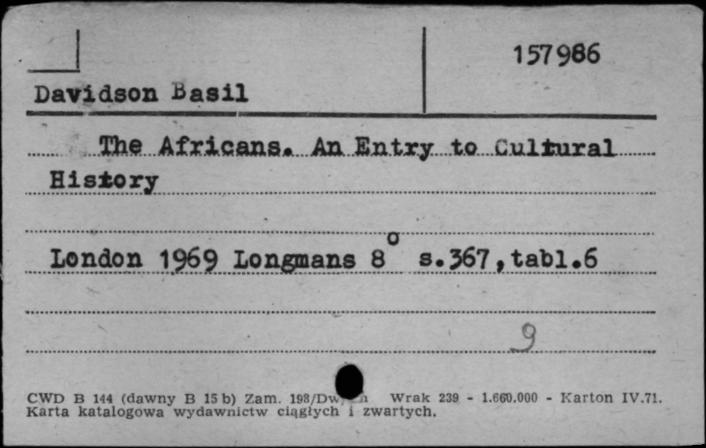 157986
Davidson Basil
The Africans. An Entry to Cultural
History
London 1969 Longmans 8° s.367,tabl.6
9
CWD B 144 (dawny B 15 b) Zam. 198/Dw Wrak 239 - 1.660.000 - Karton IV.71.
Karta katalogowa wydawnictw ciągłych i zwartych.